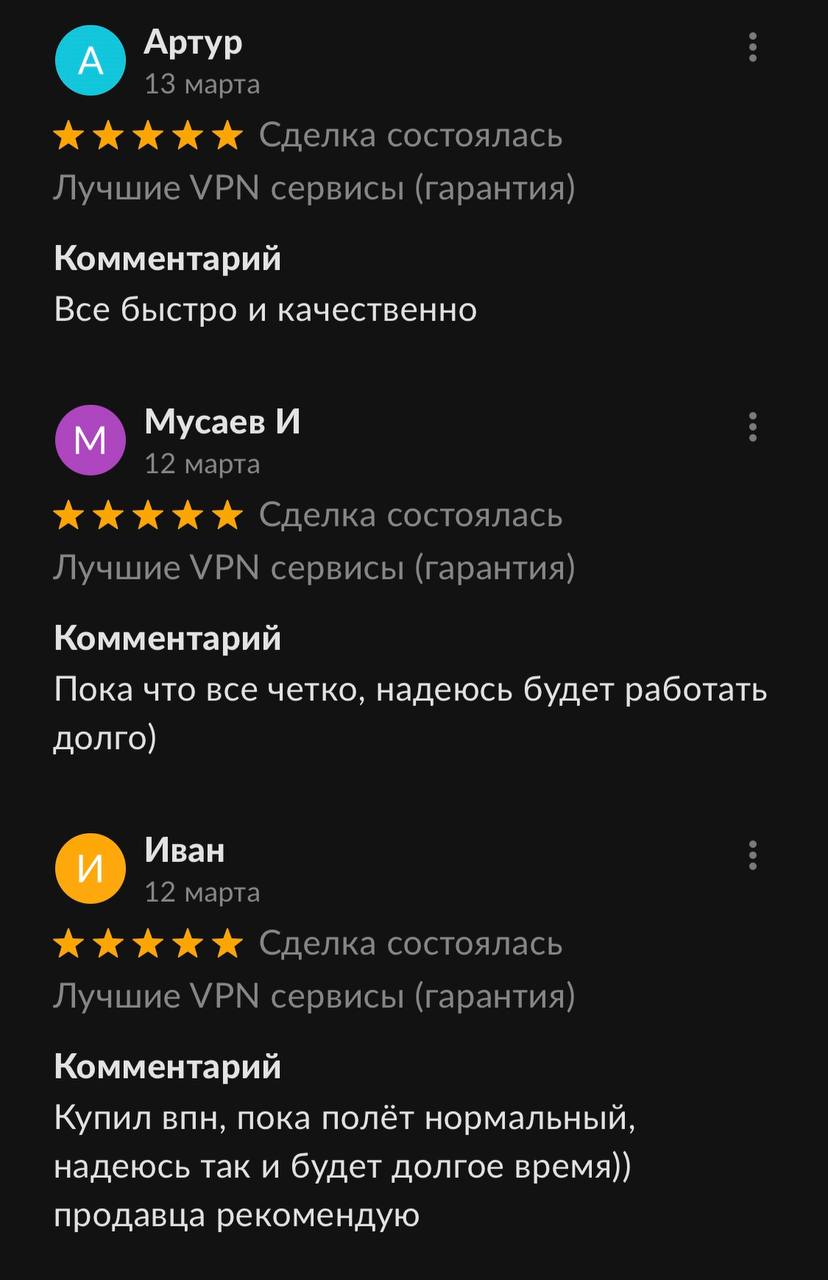 А
Артур
13 марта
Сделка состоялась
Лучшие VPN сервисы (гарантия)
Комментарий
Все быстро и качественно
М
Мусаев И
12 марта
Сделка состоялась
Лучшие VPN сервисы (гарантия)
Комментарий
Пока что все четко, надеюсь будет работать
долго)
И
Иван
12 марта
Сделка состоялась
Лучшие VPN сервисы (гарантия)
Комментарий
Купил впн, пока полёт нормальный,
надеюсь так и будет долгое время))
продавца рекомендую